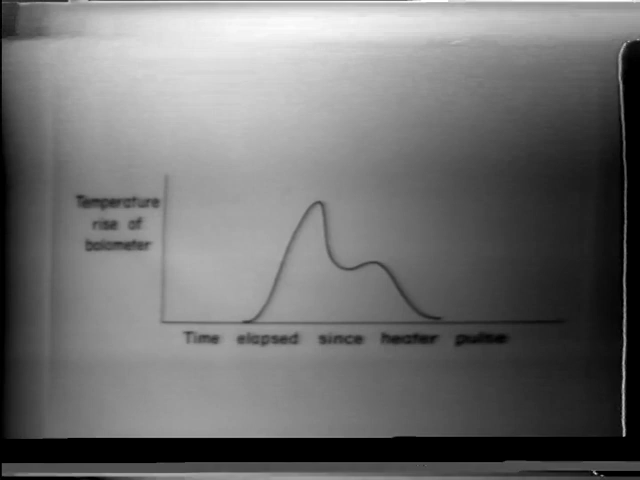 Temperature
rise of
bolometer
Time elapsed since heater pulse